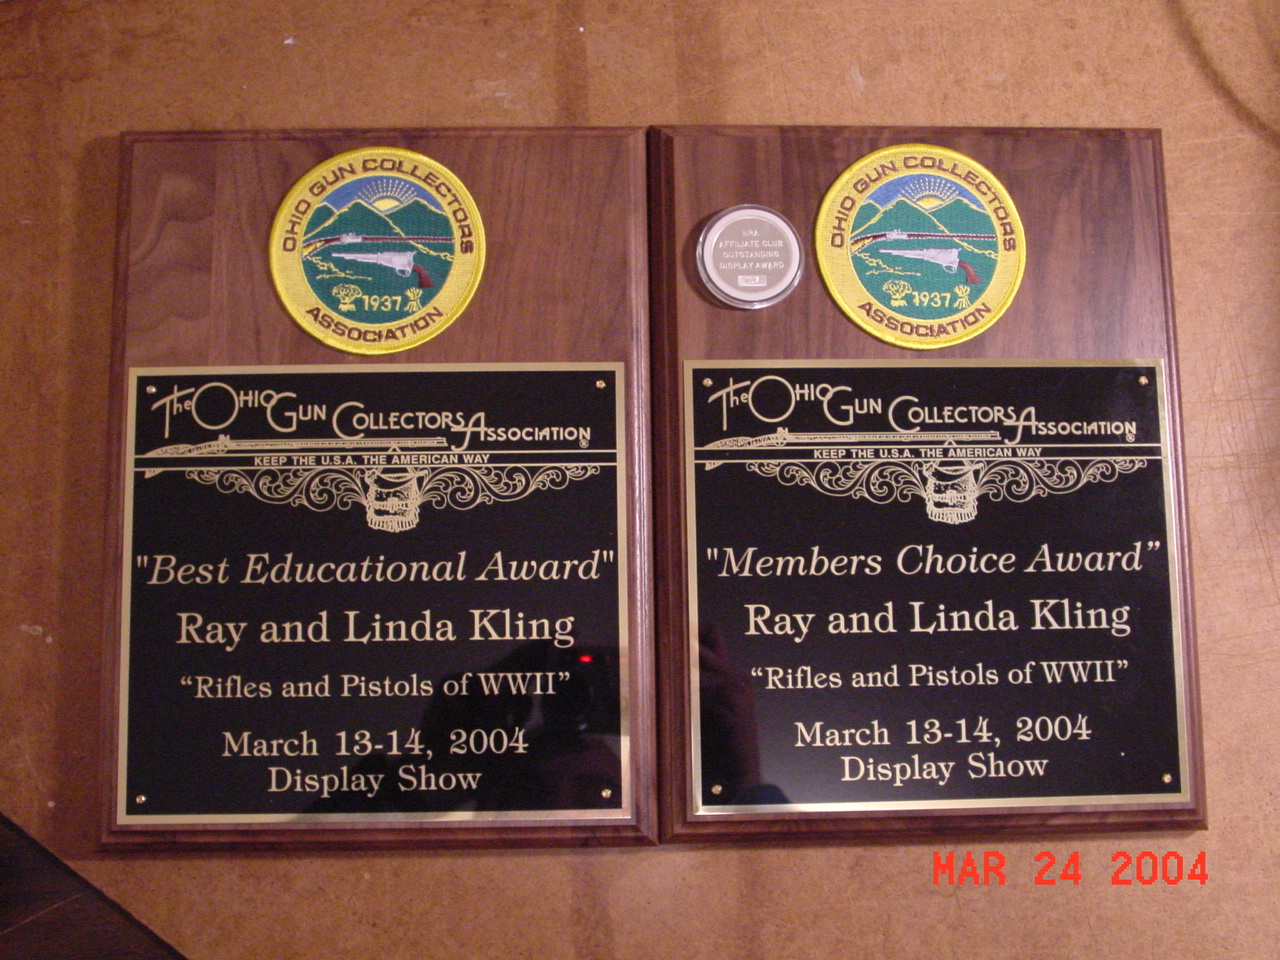 OHIO GUN COLLECTORS
1937
ASSOCIATION
The Ohio Gun Collectors Association ®
KEEP THE U.S.A. THE AMERICAN WAY
"Best Educational Award"
Ray and Linda Kling
“Rifles and Pistols of WWII”
March 13-14, 2004
Display Show
NRA
AFFILIATE CLUB
OUTSTANDING
DISPLAY AWARD
OHIO GUN COLLECTORS
1937
ASSOCIATION
The Ohio Gun Collectors Association ®
KEEP THE U.S.A. THE AMERICAN WAY
"Members Choice Award”
Ray and Linda Kling
“Rifles and Pistols of WWII”
March 13-14, 2004
Display Show
MAR 24 2004